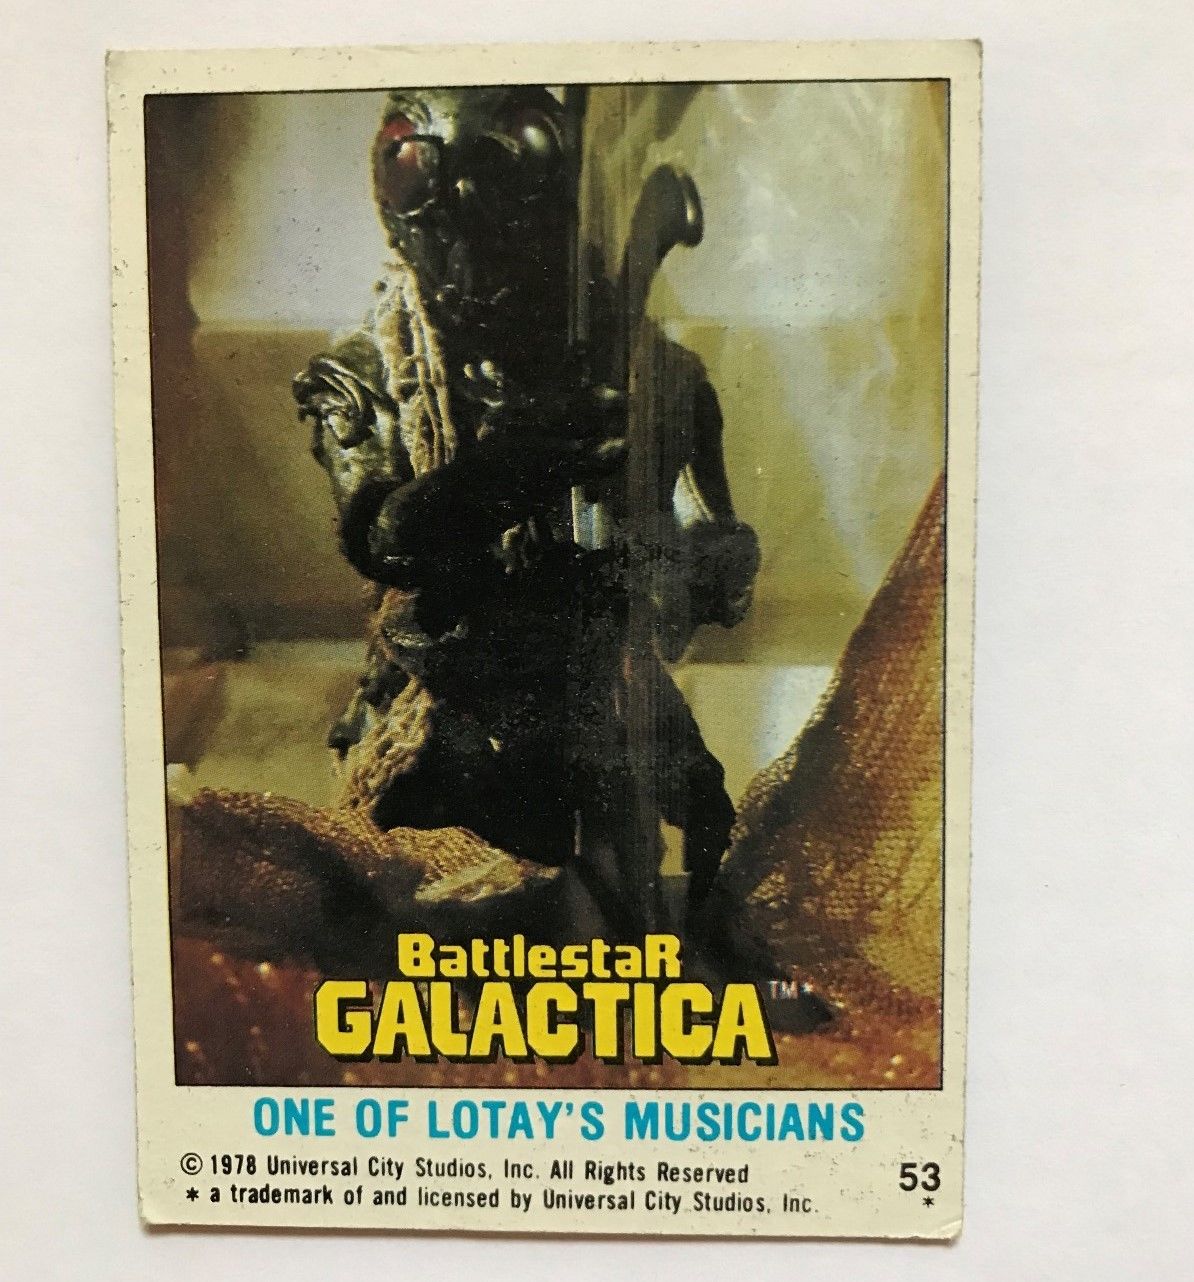 BattlestaR
GALACTICA™*
ONE OF LOTAY'S MUSICIANS
© 1978 Universal City Studios, Inc. All Rights Reserved
* a trademark of and licensed by Universal City Studios, Inc.
53
*